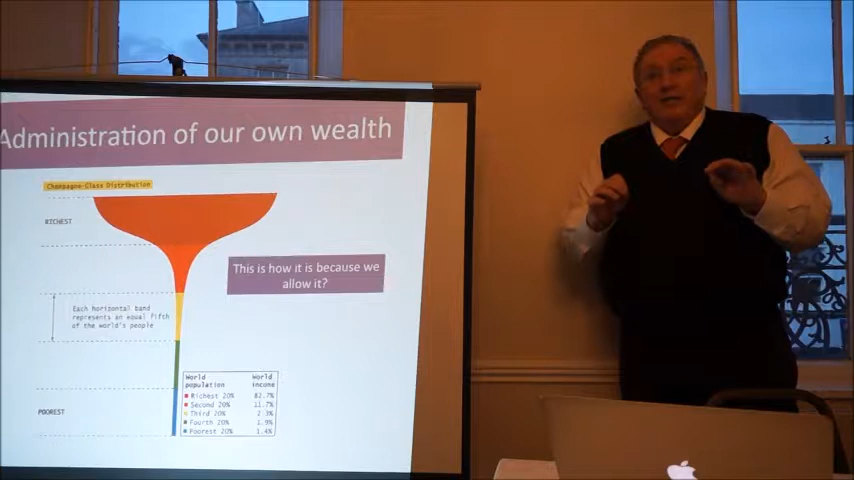 Administration of our own wealth
Champagne-Glass Distribution
RICHEST
This is how it is because we
allow it?
Each horizontal band
represents an equal fifth
of the world's people
World World
population income
Richest 20% 82.7%
Second 20% 11.7%
Third 20% 2.3%
Fourth 20% 1.9%
Poorest 20% 1.4%
POOREST